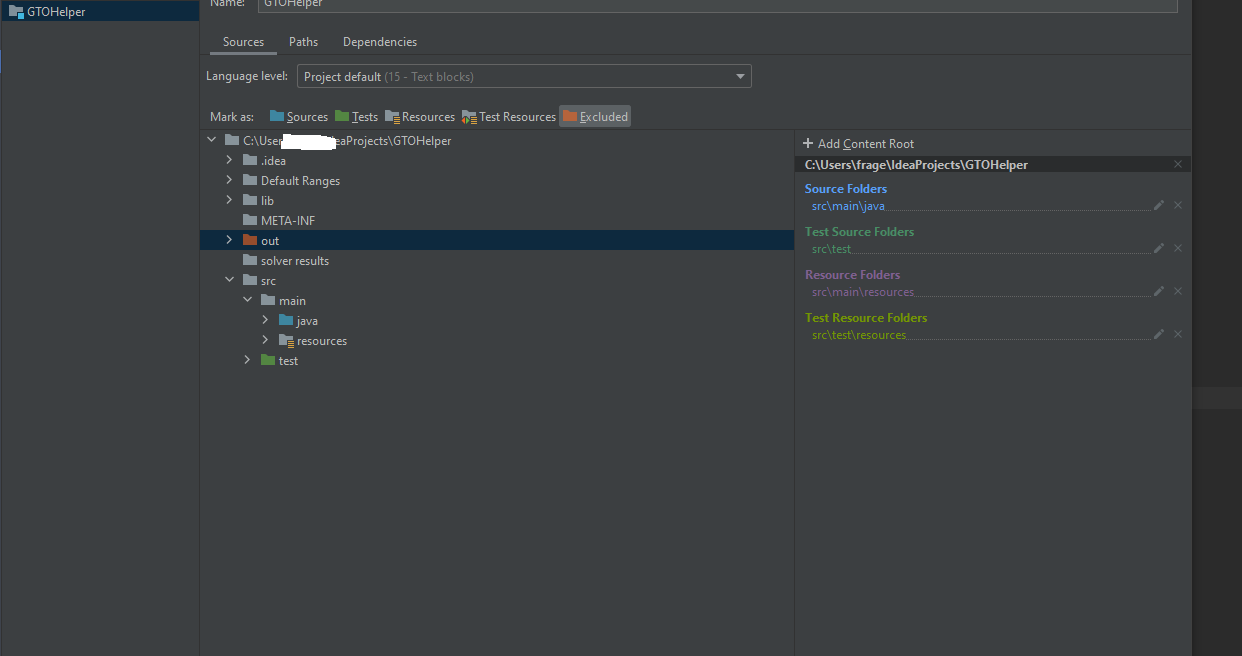 Name: GTOHelper
GTOHelper
Sources Paths Dependencies
Language level: Project default (15 - Text blocks)
Mark as: Sources Tests Resources Test Resources Excluded
C:\User eaProjects\GTOHelper
.idea
Default Ranges
lib
META-INF
out
solver results
src
main
java
resources
test
+ Add Content Root
C:\Users\frage\IdeaProjects\GTOHelper
Source Folders
src\main\java
Test Source Folders
src\test
Resource Folders
src\main\resources
Test Resource Folders
src\test\resources